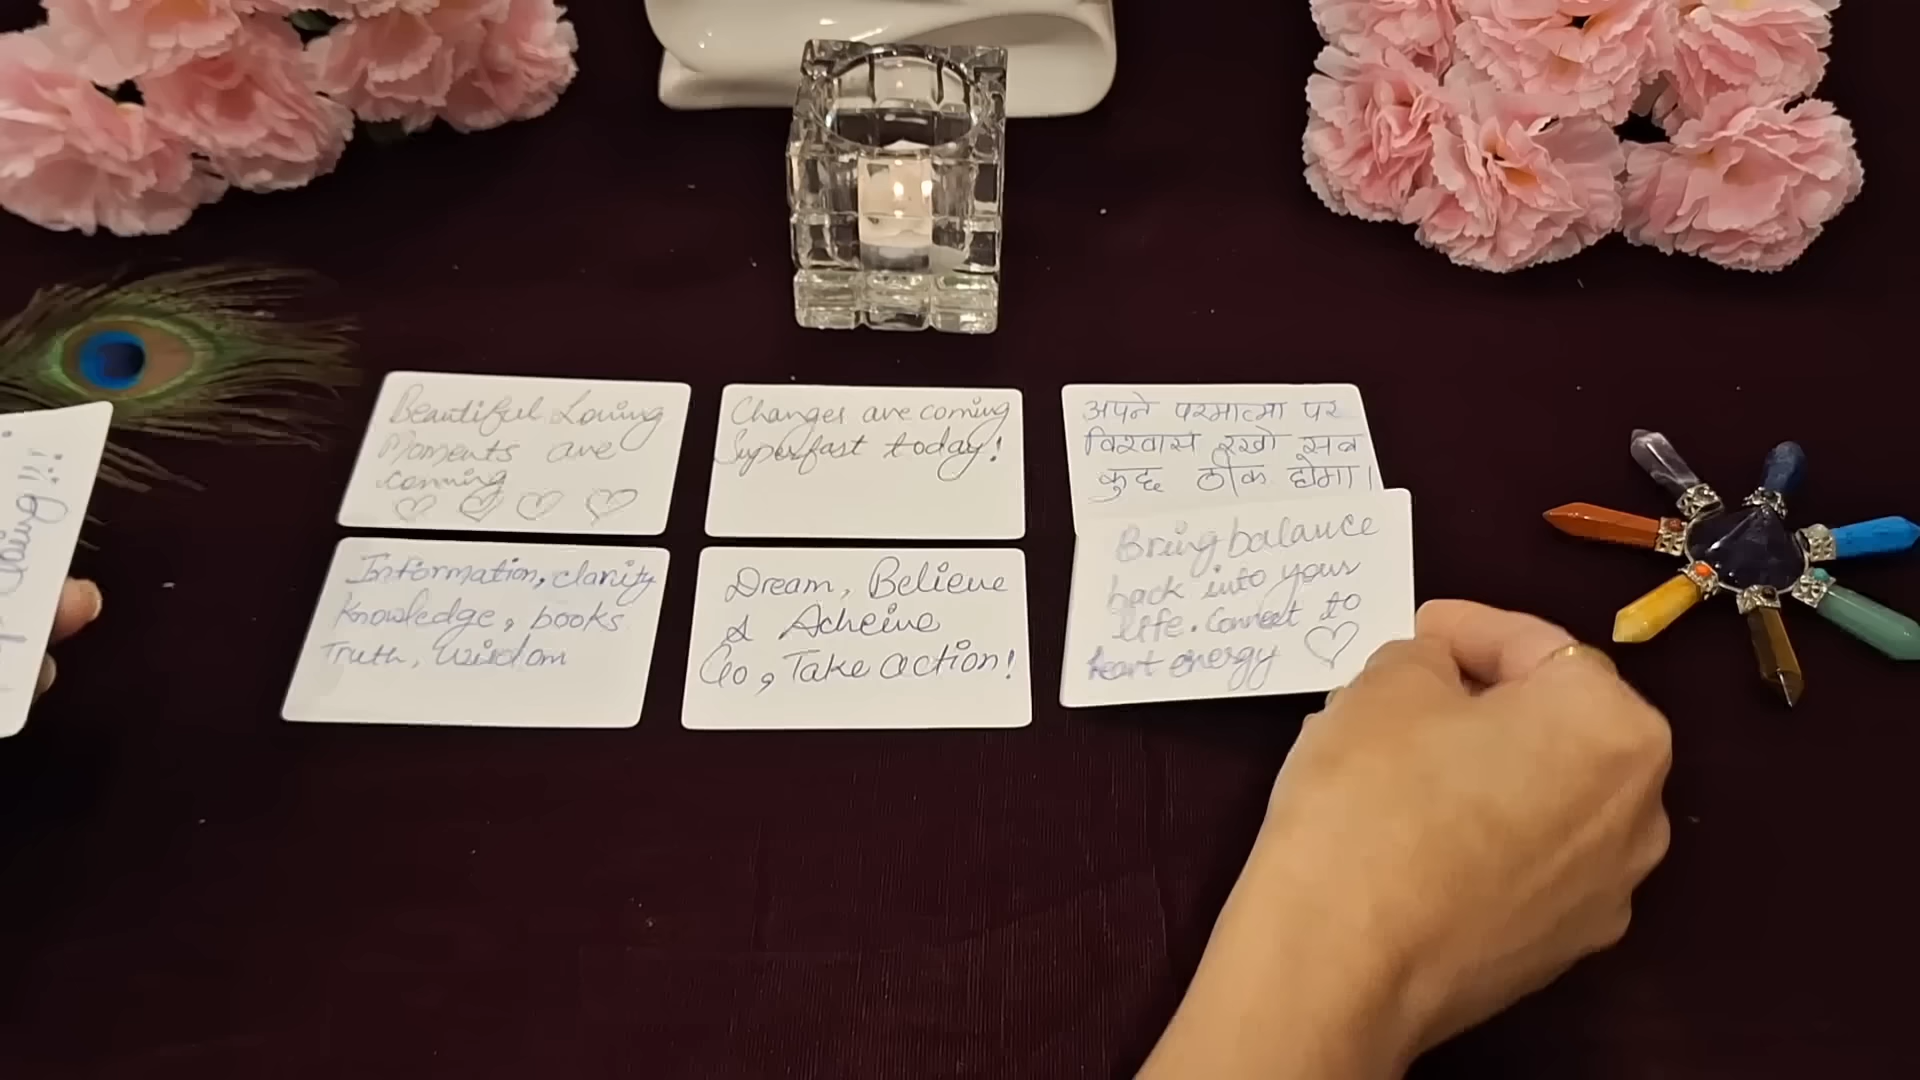 Beautiful Loving
Moments are
coming
Changes are coming
Superfast today!
अपने परमात्मा पर
विश्वास रखो सब
कुछ ठीक होगा।
Information, clarity
Knowledge, books
Truth, Wisdom
Dream, Believe
& Acheive
Go, Take action!
Bring balance
back into your
life. Connect to
heart energy